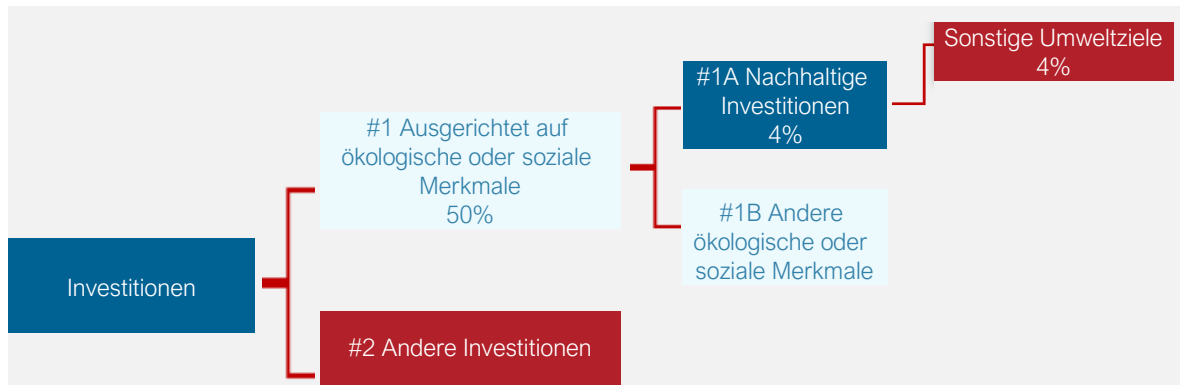 Investitionen
#1 Ausgerichtet auf
ökologische oder soziale
Merkmale
50%
#2 Andere Investitionen
#1A Nachhaltige
Investitionen
4%
#1B Andere
ökologische oder
soziale Merkmale
Sonstige Umweltziele
4%